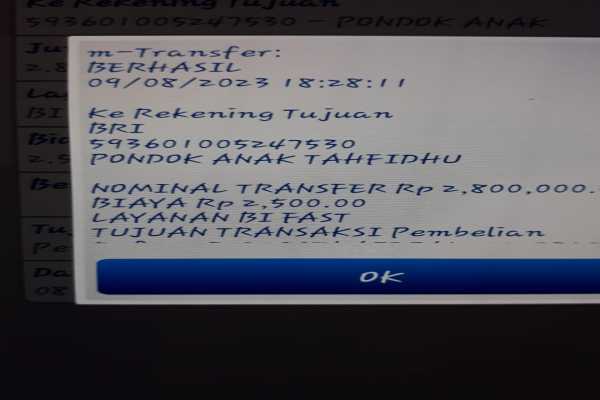 Ke Rekening Tujuan
593601005247530 - PONDOK ANAK
m-Transfer:
BERHASIL
09/08/2023 18:28:11
Ke Rekening Tujuan
BRI
593601005247530
PONDOK ANAK TAHFIDHU
NOMINAL TRANSFER Rp 2,800,000.
BIAYA Rp 2,500.00
LAYANAN BI FAST
TUJUAN TRANSAKSI Pembelian
OK